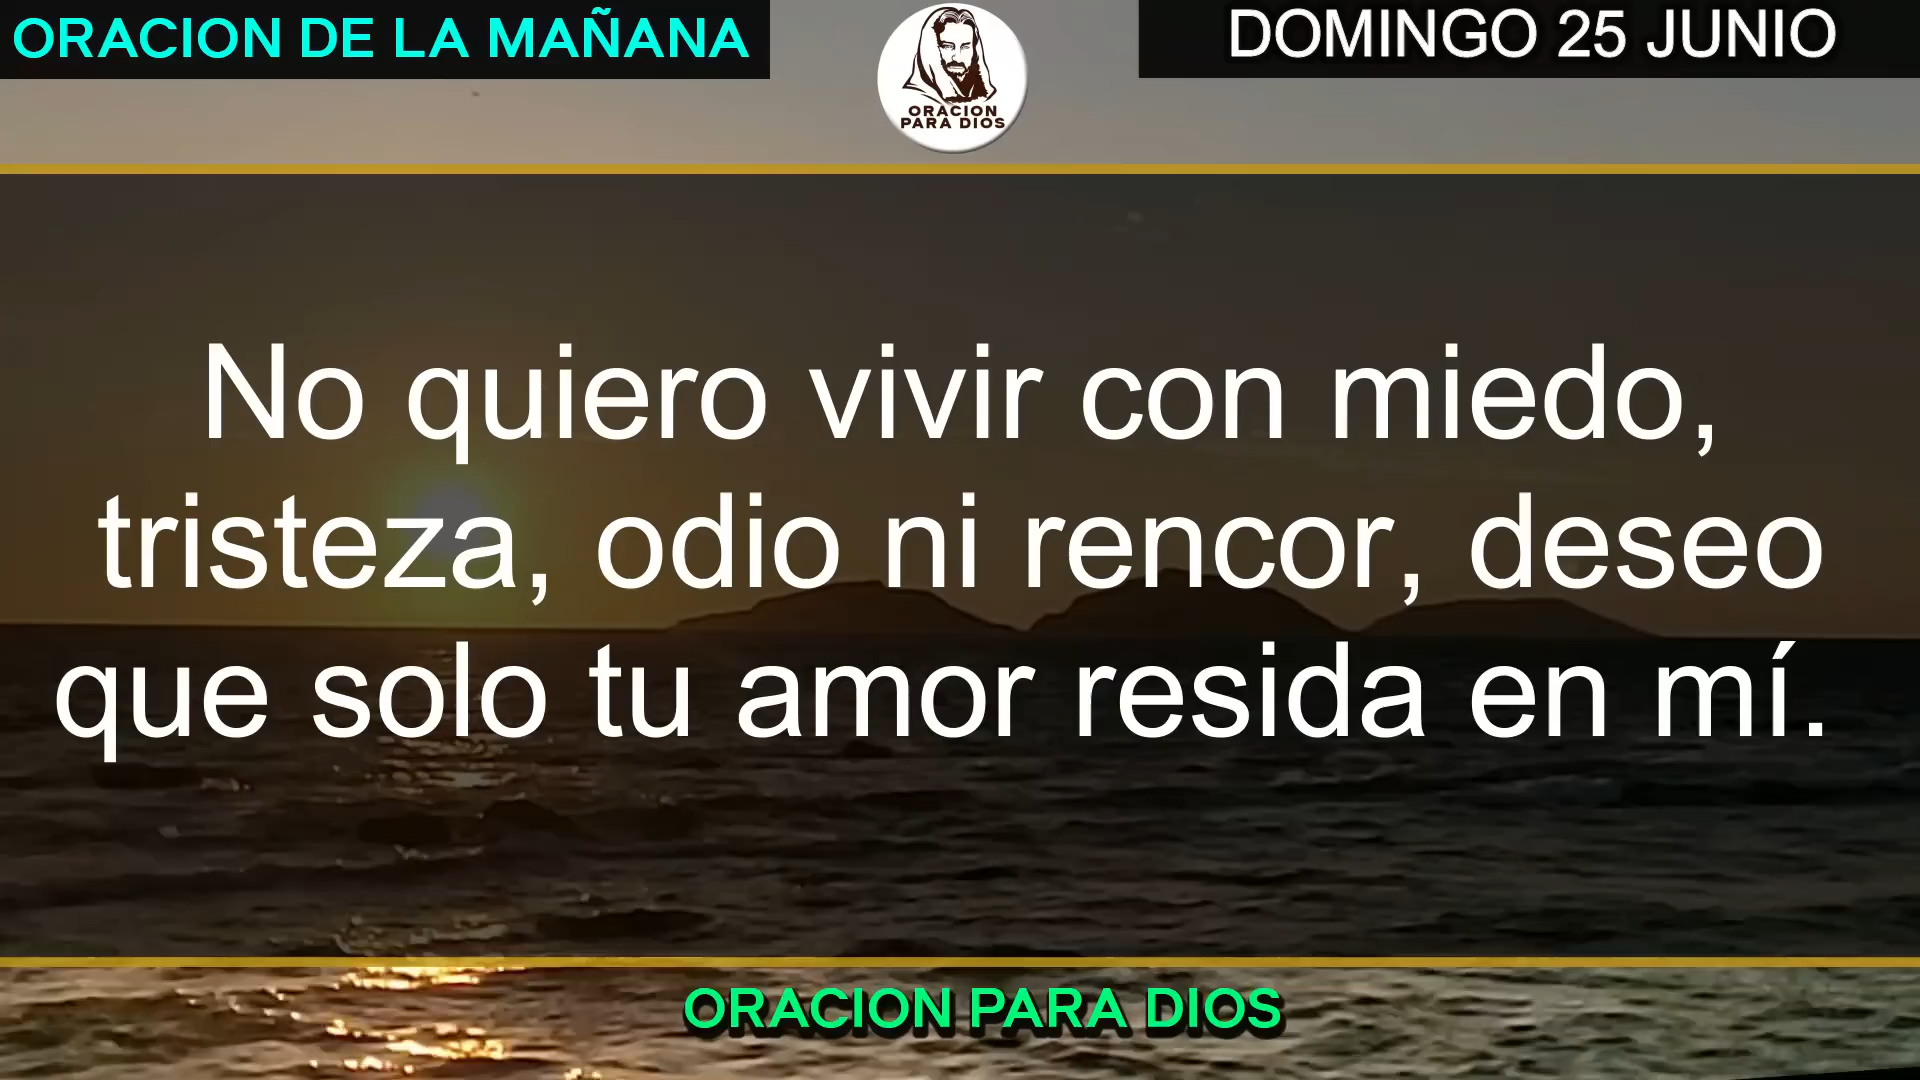 ORACION DE LA MAÑANA
DOMINGO 25 JUNIO
ORACION
PARA DIOS
No quiero vivir con miedo,
tristeza, odio ni rencor, deseo
que solo tu amor resida en mí.
ORACION PARA DIOS